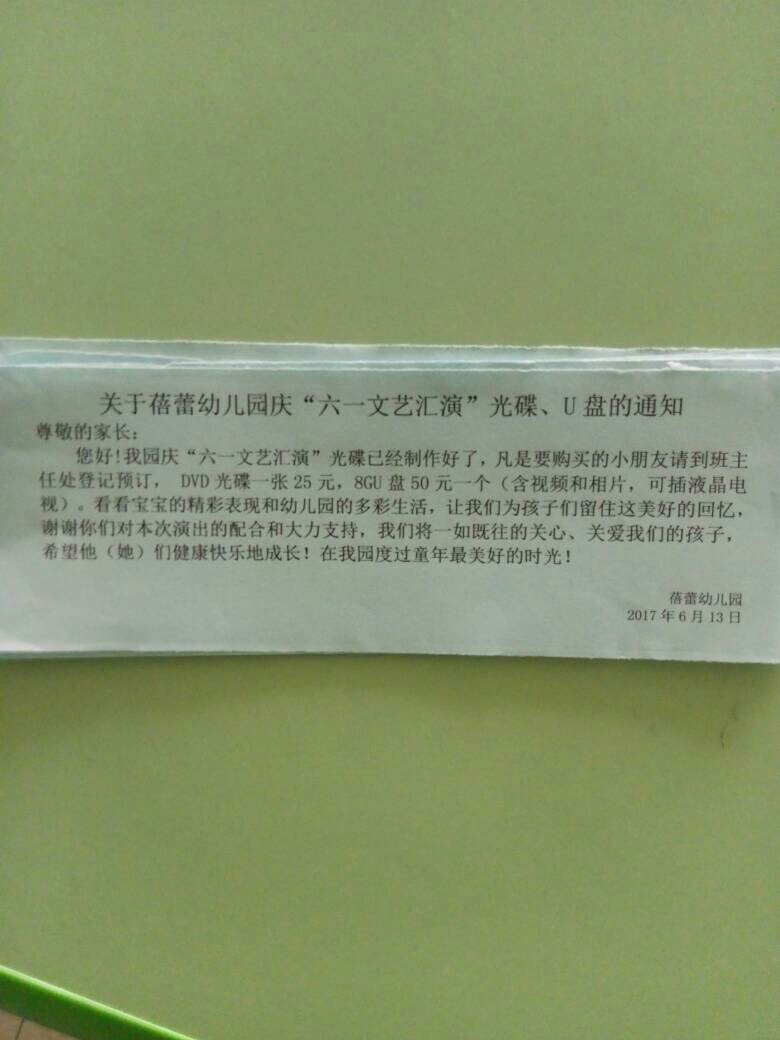 关于蓓蕾幼儿园庆“六一文艺汇演”光碟、U盘的通知
尊敬的家长:
您好!我园庆“六一文艺汇演”光碟已经制作好了，凡是要购买的小朋友请到班主
任处登记预订， DVD光碟一张25元，8GU盘50元一个（含视频和相片，可插液晶电
视）。看看宝宝的精彩表现和幼儿园的多彩生活，让我们为孩子们留住这美好的回忆，
谢谢你们对本次演出的配合和大力支持，我们将一如既往的关心、关爱我们的孩子，
希望他（她）们健康快乐地成长！在我园度过童年最美好的时光！
蓓蕾幼儿园
2017年6月13日